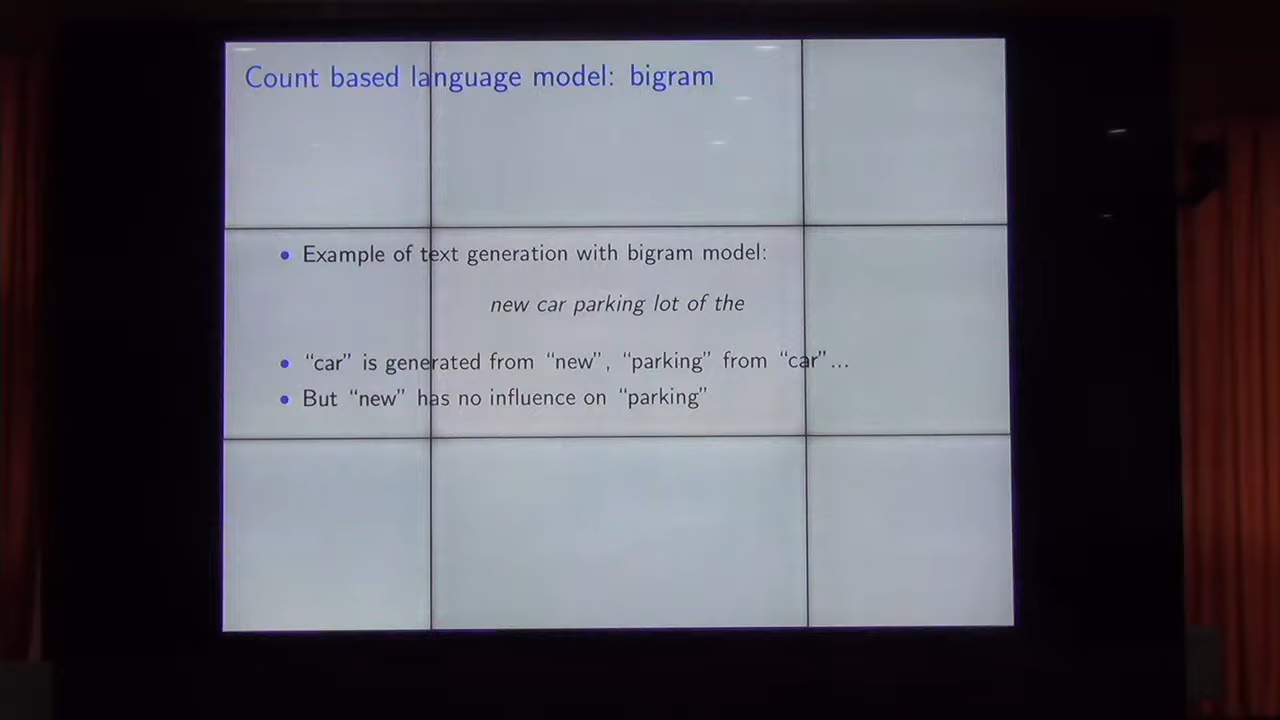 Count based language model: bigram
• Example of text generation with bigram model:
new car parking lot of the
• “car” is generated from “new”, “parking” from “car”...
• But “new” has no influence on “parking”